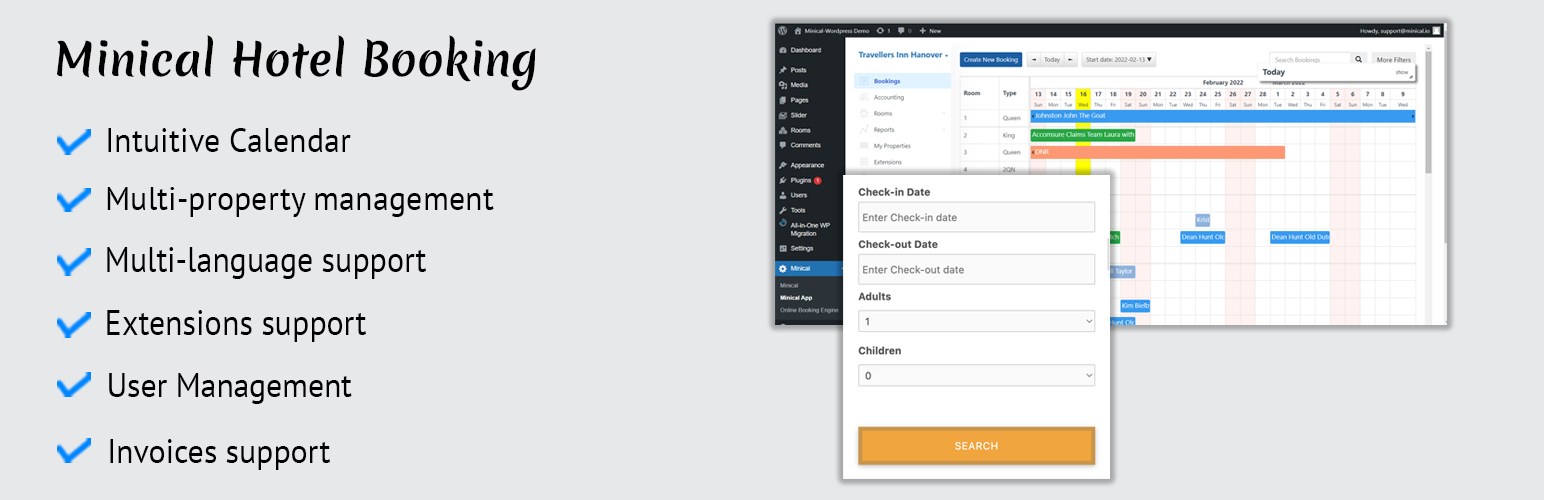 Minical Hotel Booking
Intuitive Calendar
Multi-property management
Multi-language support
Extensions support
User Management
Invoices support
Minical-Wordpress Demo 1 0 New
Howdy, support@minical.io
Dashboard
Posts
Media
Pages
Slider
Rooms
Comments
Appearance
Plugins 1
Users
Tools
All-in-One WP
Migration
Settings
Minical
Minical
Minical App
Online Booking Engine
Travellers Inn Hanover
Bookings
Accounting
Rooms
Reports
My Properties
Extensions
Create New Booking
Today
Start date: 2022-02-13
Search Bookings
More Filters
Today show
February 2022
Room Type 13 14 15 16 17 18 19 20 21 22 23 24 25 26 27 28 1 2 3 4 5 6 7 8 9
Sun Mon Tue Wed Thu Fri Sat Sun Mon Tue Wed Thu Fri Sat Sun Mon Tue Wed Thu Fri Sat Sun Mon Tue Wed
1 Queen Johnston John The Goat
2 King Accomsure Claims Team Laura with
3 Queen DNR
4 2QN
Krist
Dean Hunt Old Dean Hunt Old Dut
Taylor
Kim Biel
Hunt Old
Check-in Date
Enter Check-in date
Check-out Date
Enter Check-out date
Adults
1
Children
0
SEARCH